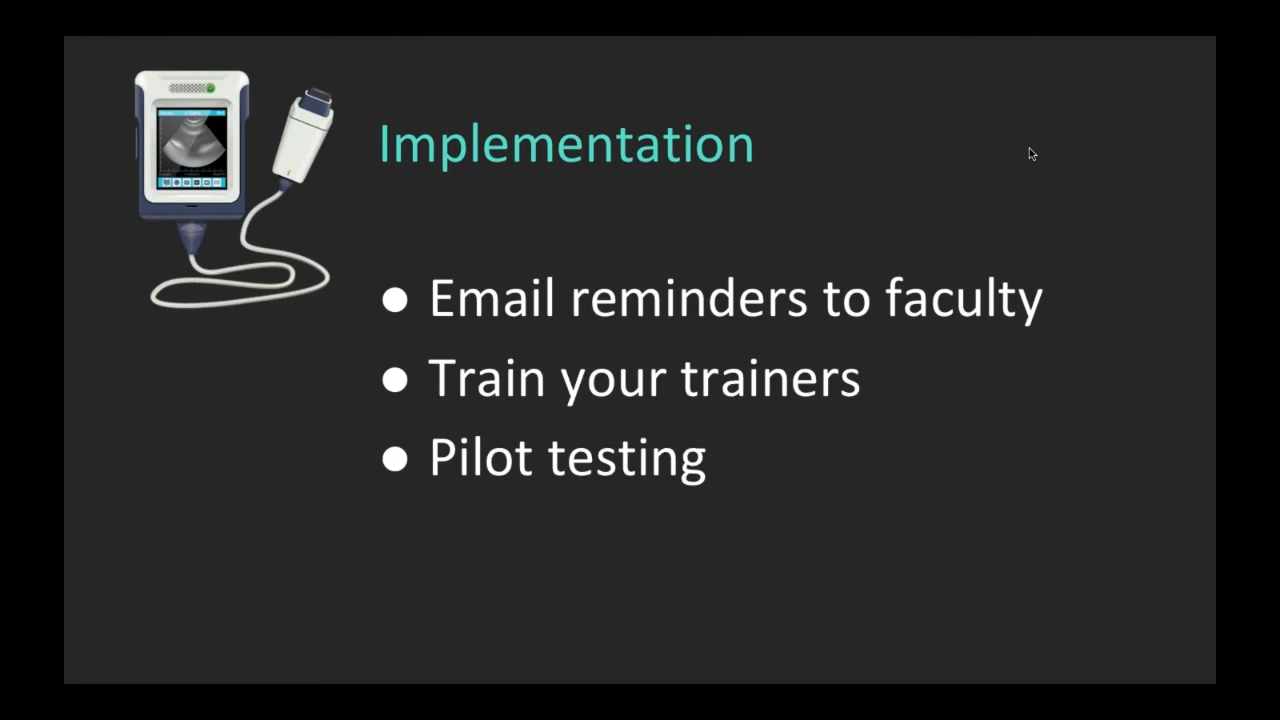 Implementation
● Email reminders to faculty
● Train your trainers
● Pilot testing